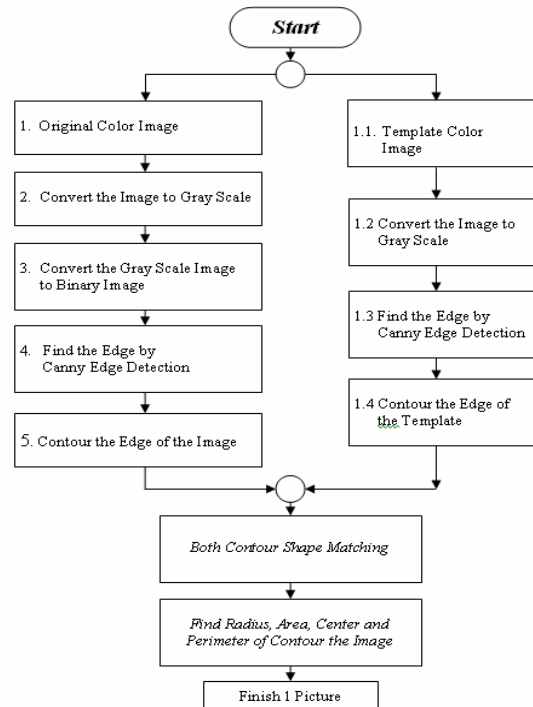 Start
1. Original Color Image
2. Convert the Image to Gray Scale
3. Convert the Gray Scale Image
to Binary Image
4. Find the Edge by
Canny Edge Detection
5. Contour the Edge of the Image
1.1. Template Color
Image
1.2 Convert the Image to
Gray Scale
1.3 Find the Edge by
Canny Edge Detection
1.4 Contour the Edge of
the Template
Both Contour Shape Matching
Find Radius, Area, Center and
Perimeter of Contour the Image
Finish 1 Picture